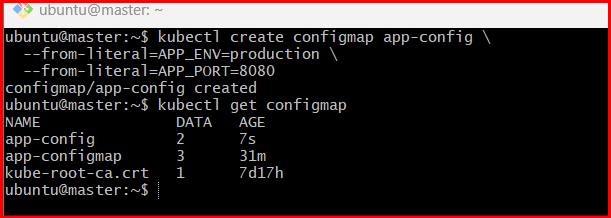 ubuntu@master: ~
ubuntu@master:~$ kubectl create configmap app-config \
  --from-literal=APP_ENV=production \
  --from-literal=APP_PORT=8080
configmap/app-config created
ubuntu@master:~$ kubectl get configmap
NAME               DATA   AGE
app-config         2      7s
app-configmap      3      31m
kube-root-ca.crt   1      7d17h
ubuntu@master:~$